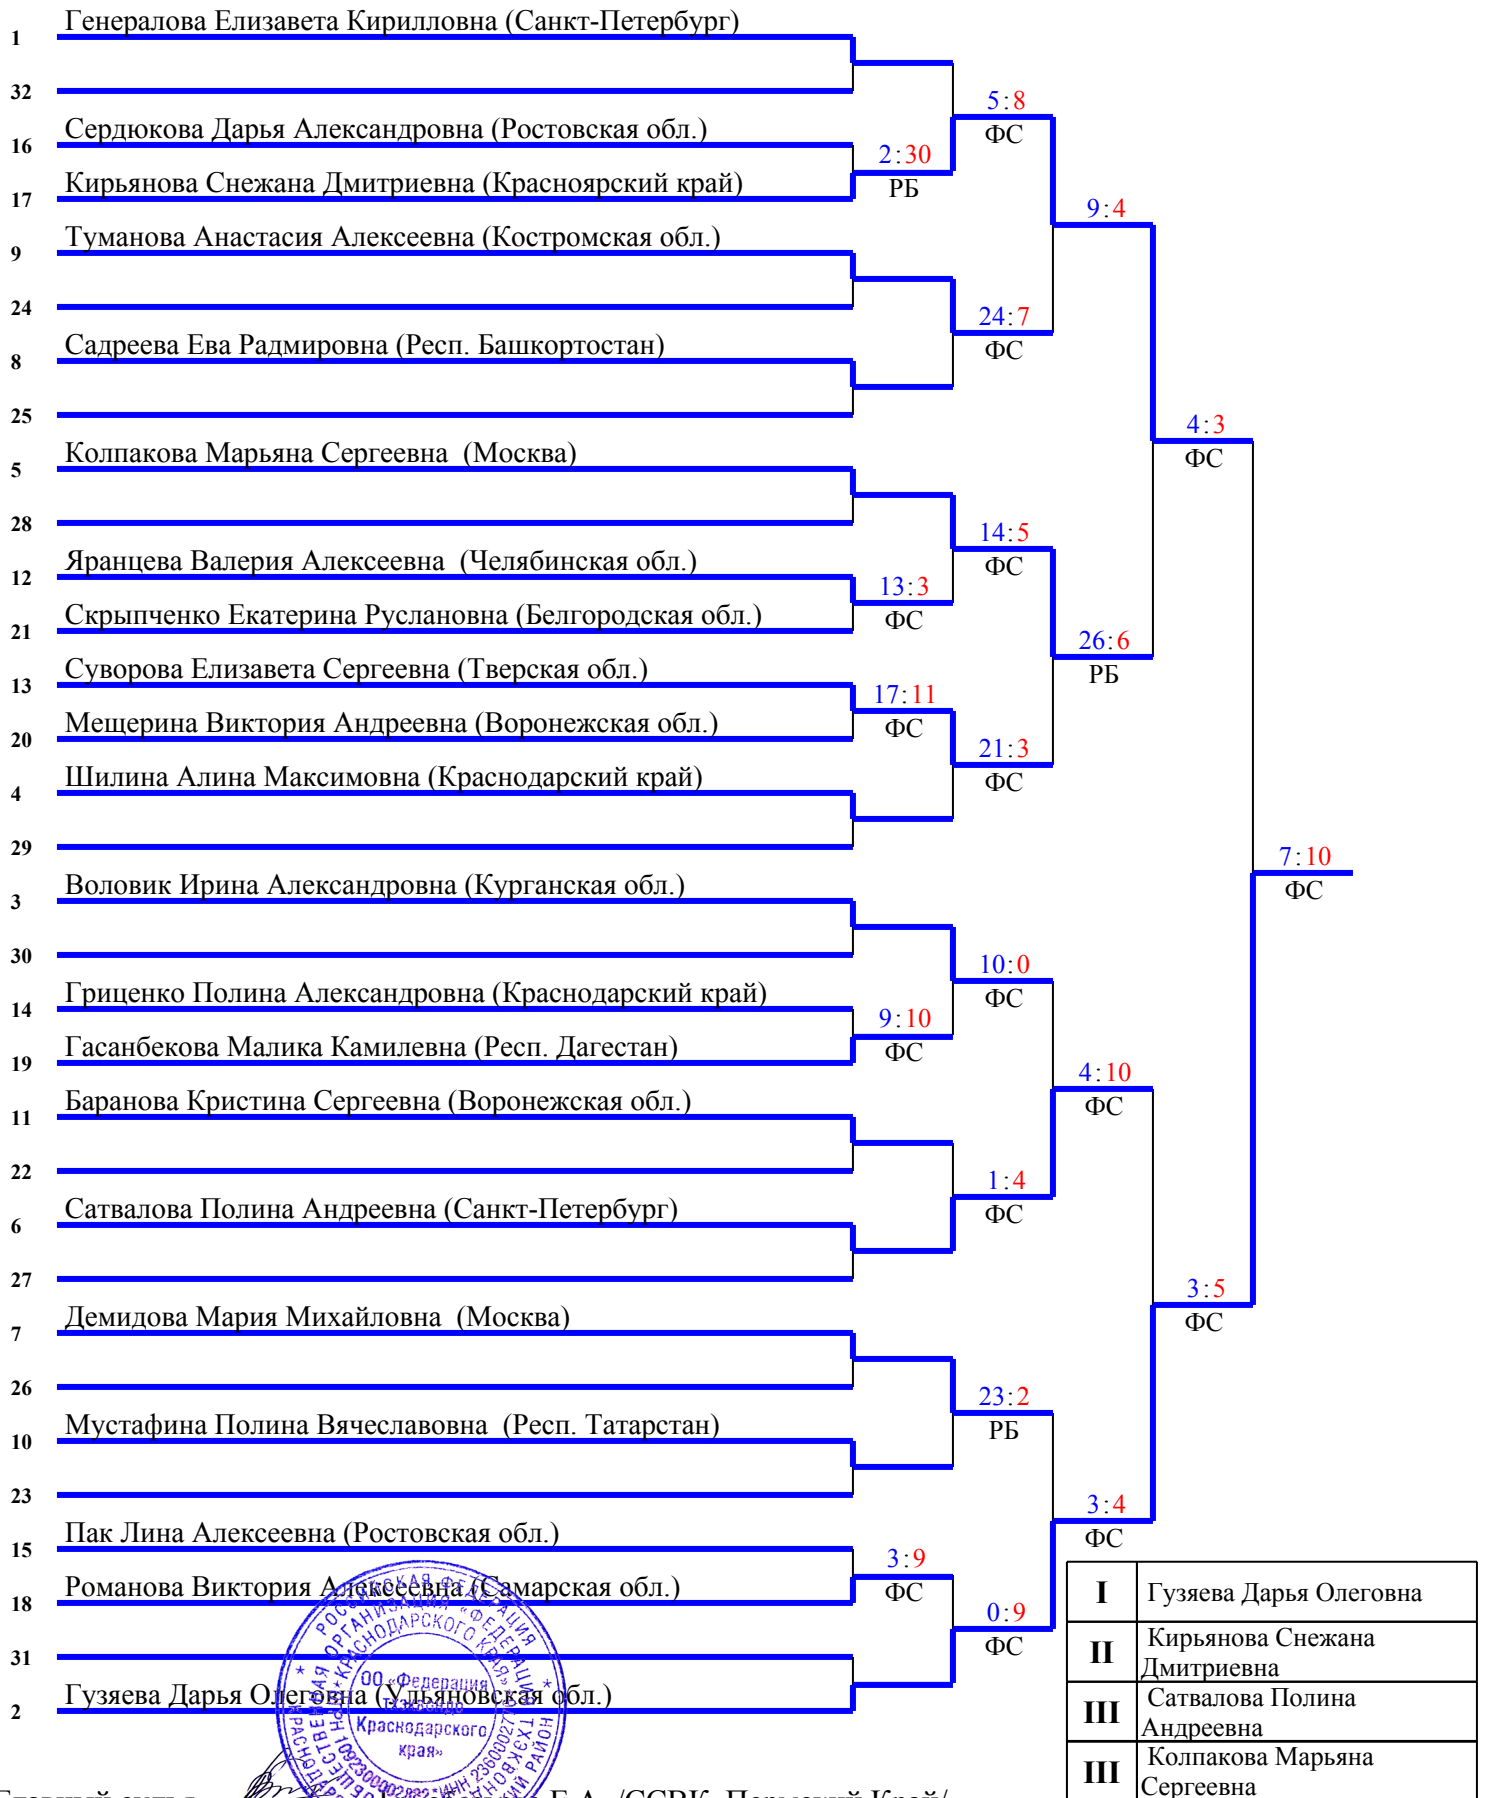 Генералова Елизавета Кирилловна (Санкт-Петербург)
1
32
5:8
ФС
Сердюкова Дарья Александровна (Ростовская обл.)
16
2:30
РБ
Кирьянова Снежана Дмитриевна (Красноярский край)
17
9:4
Туманова Анастасия Алексеевна (Костромская обл.)
9
24
24:7
ФС
Садреева Ева Радмировна (Респ. Башкортостан)
8
25
4:3
ФС
Колпакова Марьяна Сергеевна (Москва)
5
28
14:5
ФС
Яранцева Валерия Алексеевна (Челябинская обл.)
12
13:3
ФС
Скрыпченко Екатерина Руслановна (Белгородская обл.)
21
26:6
РБ
Суворова Елизавета Сергеевна (Тверская обл.)
13
17:11
ФС
Мещерина Виктория Андреевна (Воронежская обл.)
20
21:3
ФС
Шилина Алина Максимовна (Краснодарский край)
4
29
7:10
ФС
Воловик Ирина Александровна (Курганская обл.)
3
30
10:0
ФС
Гриценко Полина Александровна (Краснодарский край)
14
9:10
ФС
Гасанбекова Малика Камилевна (Респ. Дагестан)
19
4:10
ФС
Баранова Кристина Сергеевна (Воронежская обл.)
11
22
1:4
ФС
Сатвалова Полина Андреевна (Санкт-Петербург)
6
27
3:5
ФС
Демидова Мария Михайловна (Москва)
7
26
23:2
РБ
Мустафина Полина Вячеславовна (Респ. Татарстан)
10
23
3:4
ФС
Пак Лина Алексеевна (Ростовская обл.)
15
3:9
ФС
Романова Виктория Алексеевна (Самарская обл.)
18
0:9
ФС
31
Гузяева Дарья Олеговна (Ульяновская обл.)
2
I Гузяева Дарья Олеговна
II Кирьянова Снежана
Дмитриевна
III Сатвалова Полина
Андреевна
III Колпакова Марьяна
Сергеевна
РОССИЙСКАЯ ФЕДЕРАЦИЯ
ОО «Федерация
тхэквондо
Краснодарского
края»
Е.А. /ССВК, Пермский Край/